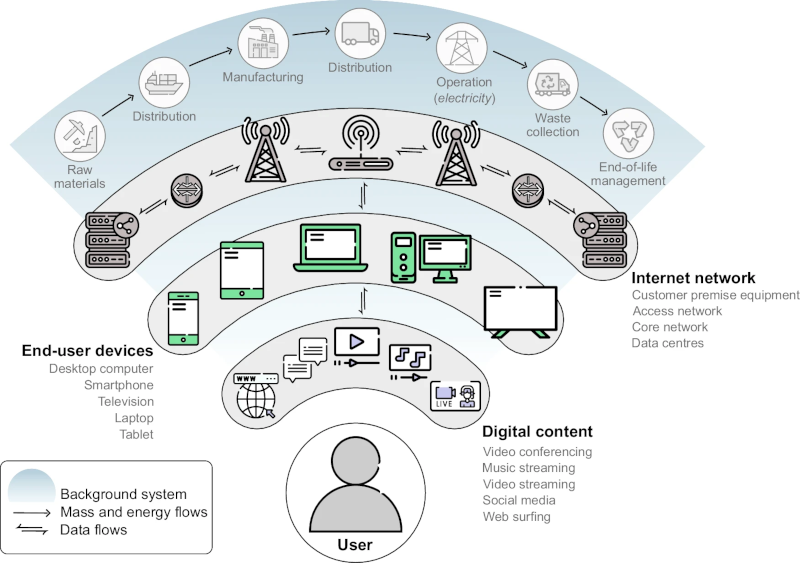 Distribution
Manufacturing
Operation
(electricity)
Distribution
Waste
collection
Raw
materials
End-of-life
management
Internet network
Customer premise equipment
Access network
Core network
Data centres
End-user devices
Desktop computer
Smartphone
Television
Laptop
Tablet
WWW
LIVE
Digital content
Video conferencing
Music streaming
Video streaming
Social media
Web surfing
Background system
Mass and energy flows
Data flows
User